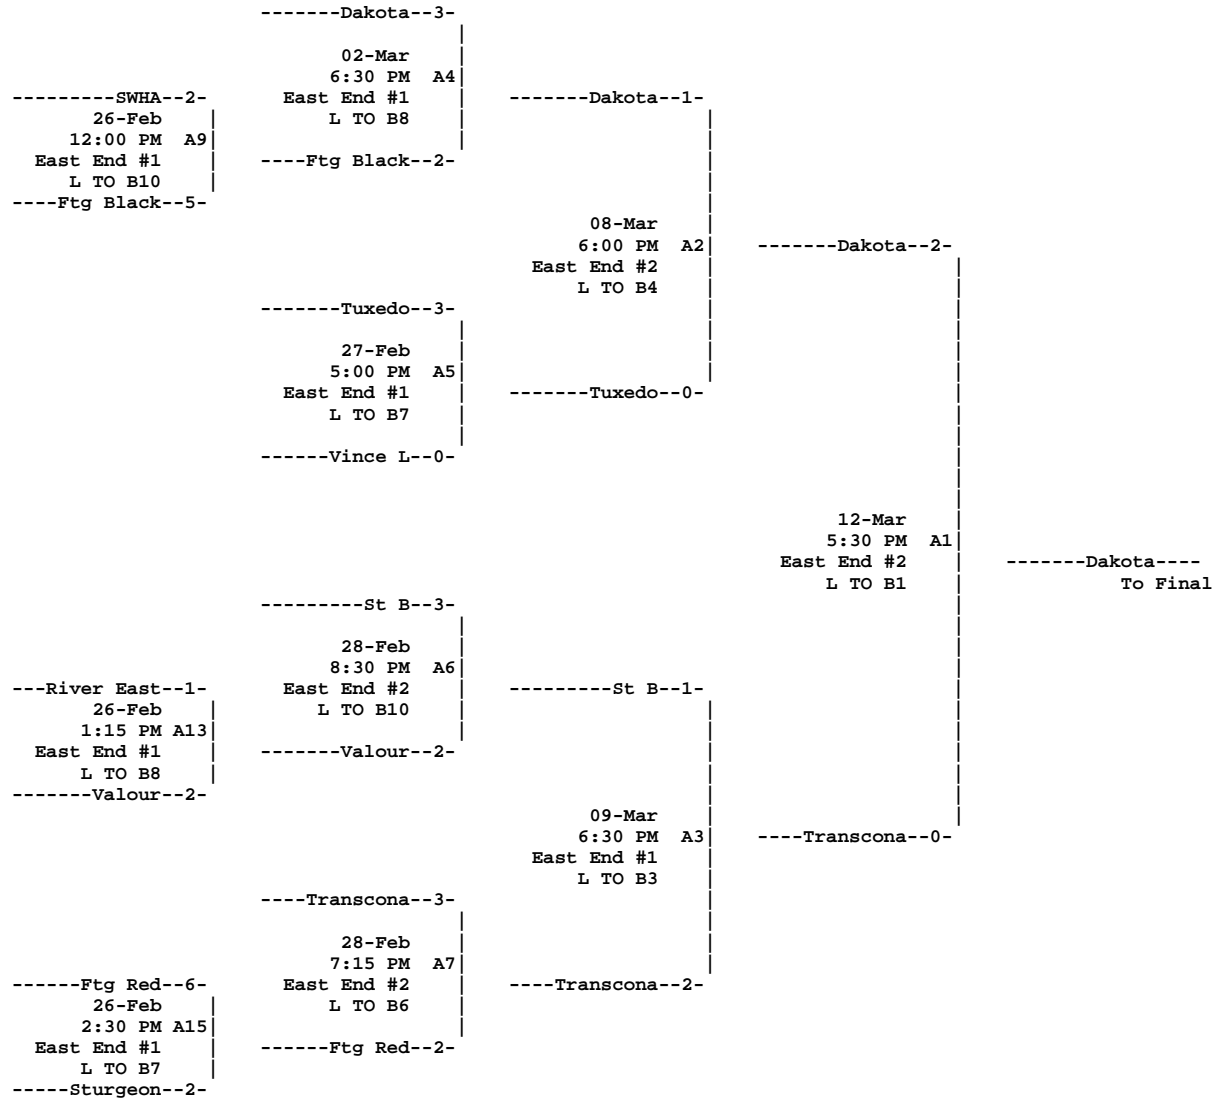 -------Dakota--3-
02-Mar
6:30 PM A4
---------SWHA--2- East End #1 -------Dakota--1-
26-Feb L TO B8
12:00 PM A9
East End #1 ----Ftg Black--2-
L TO B10
----Ftg Black--5-
08-Mar
6:00 PM A2 -------Dakota--2-
East End #2
L TO B4
-------Tuxedo--3-
27-Feb
5:00 PM A5
East End #1 -------Tuxedo--0-
L TO B7
------Vince L--0-
12-Mar
5:30 PM A1
East End #2 -------Dakota----
L TO B1 To Final
---------St B--3-
28-Feb
8:30 PM A6
---River East--1- East End #2 ---------St B--1-
26-Feb L TO B10
1:15 PM A13
East End #1 -------Valour--2-
L TO B8
-------Valour--2-
09-Mar
6:30 PM A3 ----Transcona--0-
East End #1
L TO B3
----Transcona--3-
28-Feb
7:15 PM A7
------Ftg Red--6- East End #2 ----Transcona--2-
26-Feb L TO B6
2:30 PM A15
East End #1 ------Ftg Red--2-
L TO B7
-----Sturgeon--2-